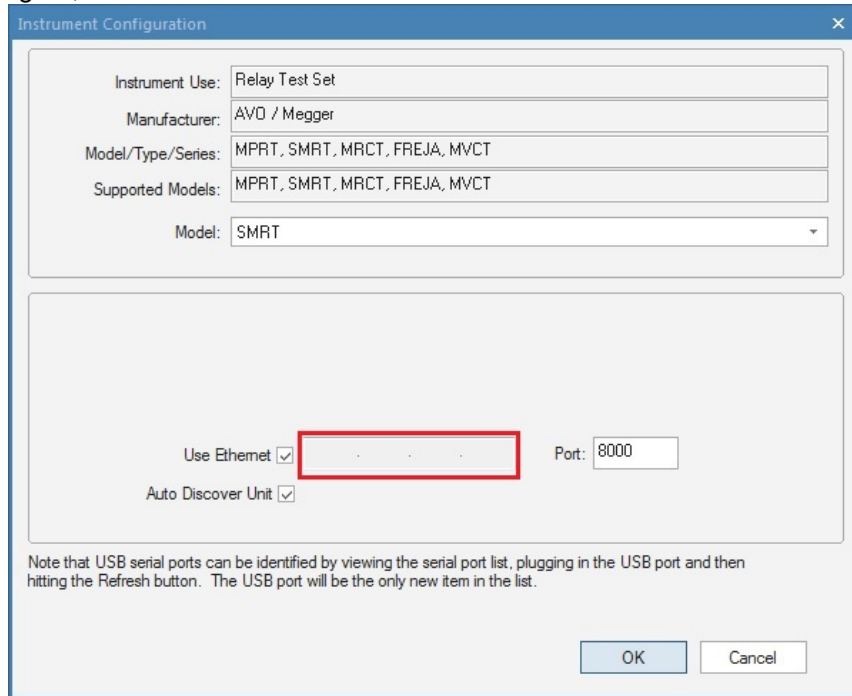 Instrument Configuration
Instrument Use: Relay Test Set
Manufacturer: AVO / Megger
Model/Type/Series: MPRT, SMRT, MRCT, FREJA, MVCT
Supported Models: MPRT, SMRT, MRCT, FREJA, MVCT
Model: SMRT
Use Ethernet . . . Port: 8000
Auto Discover Unit
Note that USB serial ports can be identified by viewing the serial port list, plugging in the USB port and then
hitting the Refresh button. The USB port will be the only new item in the list.
OK Cancel